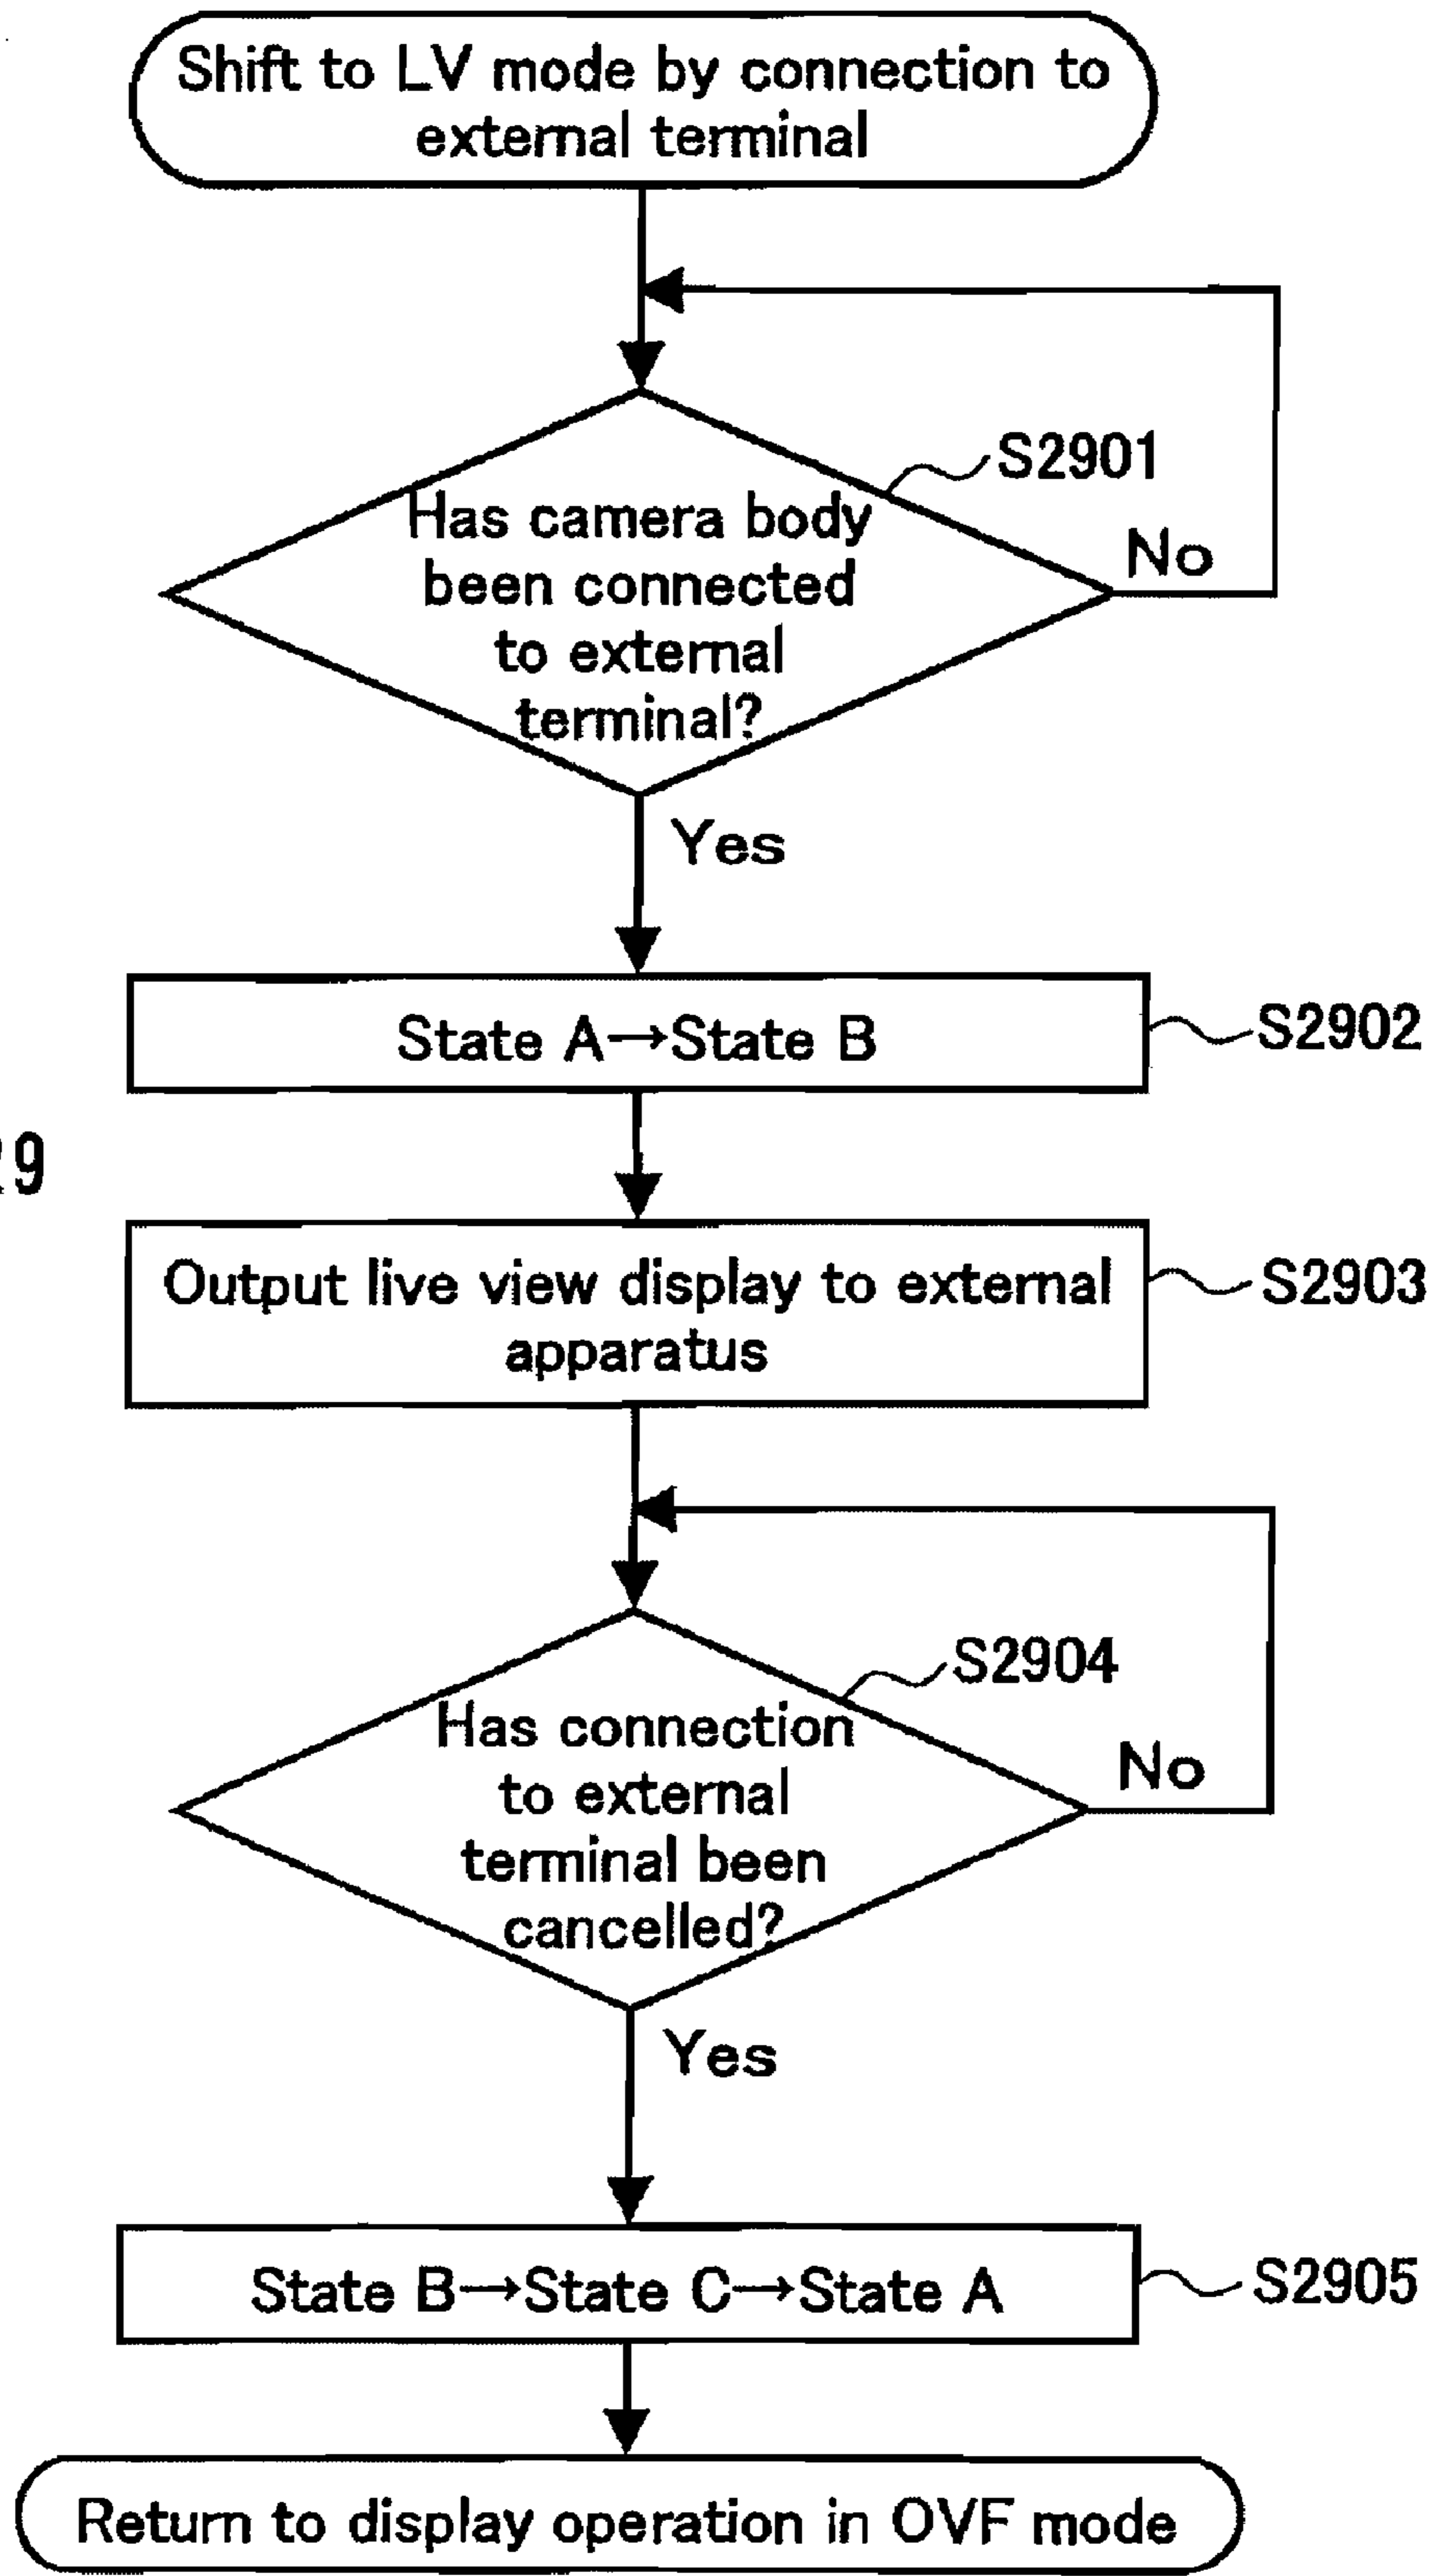 Shift to LV mode by connection to
external terminal
S2901
Has camera body
been connected
to external
terminal?
No
Yes
State A→State B
S2902
9
Output live view display to external
apparatus
S2903
S2904
Has connection
to external
terminal been
cancelled?
No
Yes
State B→State C→State A
S2905
Return to display operation in OVF mode